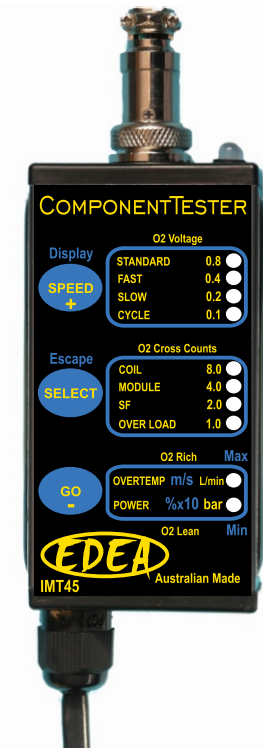 COMPONENTTESTER
O2 Voltage
Display
SPEED
+
STANDARD 0.8
FAST 0.4
SLOW 0.2
CYCLE 0.1
O2 Cross Counts
Escape
SELECT
COIL 8.0
MODULE 4.0
SF 2.0
OVER LOAD 1.0
O2 Rich Max
GO
-
OVERTEMP m/s L/min
POWER %x10 bar
O2 Lean Min
EDEA
IMT45 Australian Made